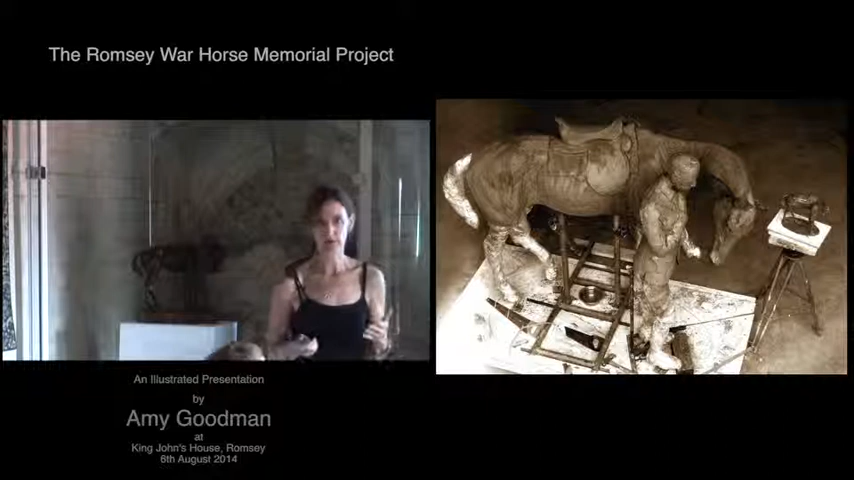 The Romsey War Horse Memorial Project
An Illustrated Presentation
by
Amy Goodman
at
King John's House, Romsey
6th August 2014